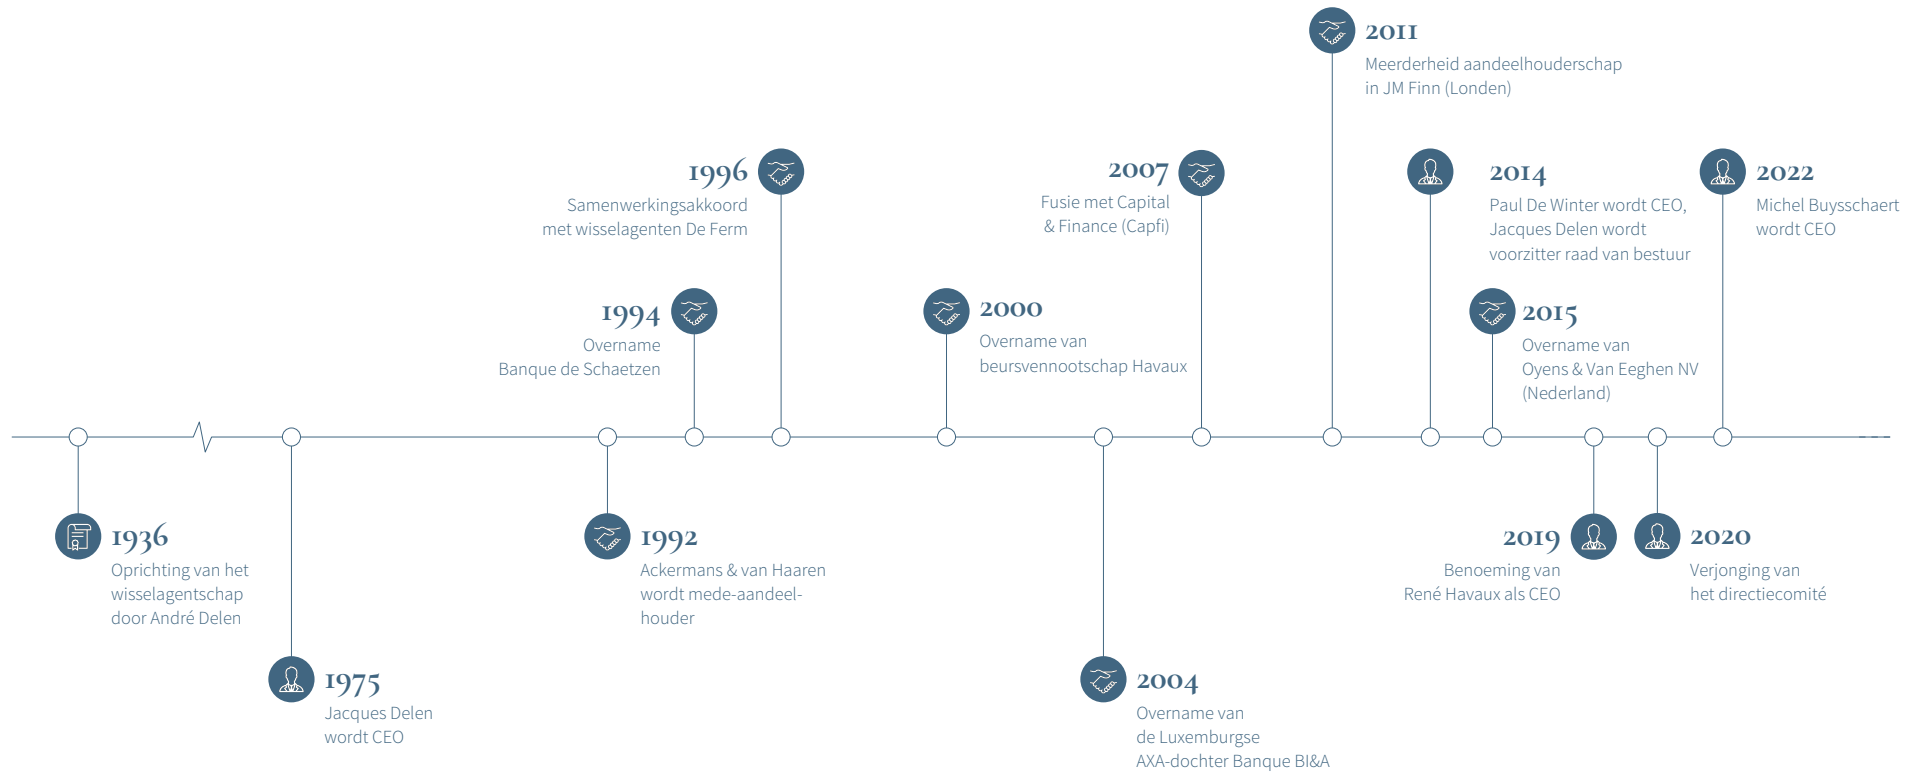 1936
Oprichting van het
wisselagentschap
door André Delen
1975
Jacques Delen
wordt CEO
1992
Ackermans & van Haaren
wordt mede-aandeel-
houder
1994
Overname
Banque de Schaetzen
1996
Samenwerkingsakkoord
met wisselagenten De Ferm
2000
Overname van
beursvennootschap Havaux
2004
Overname van
de Luxemburgse
AXA-dochter Banque BI&A
2007
Fusie met Capital
& Finance (Capfi)
2011
Meerderheid aandeelhouderschap
in JM Finn (Londen)
2014
Paul De Winter wordt CEO,
Jacques Delen wordt
voorzitter raad van bestuur
2015
Overname van
Oyens & Van Eeghen NV
(Nederland)
2019
Benoeming van
René Havaux als CEO
2020
Verjonging van
het directiecomité
2022
Michel Buysschaert
wordt CEO